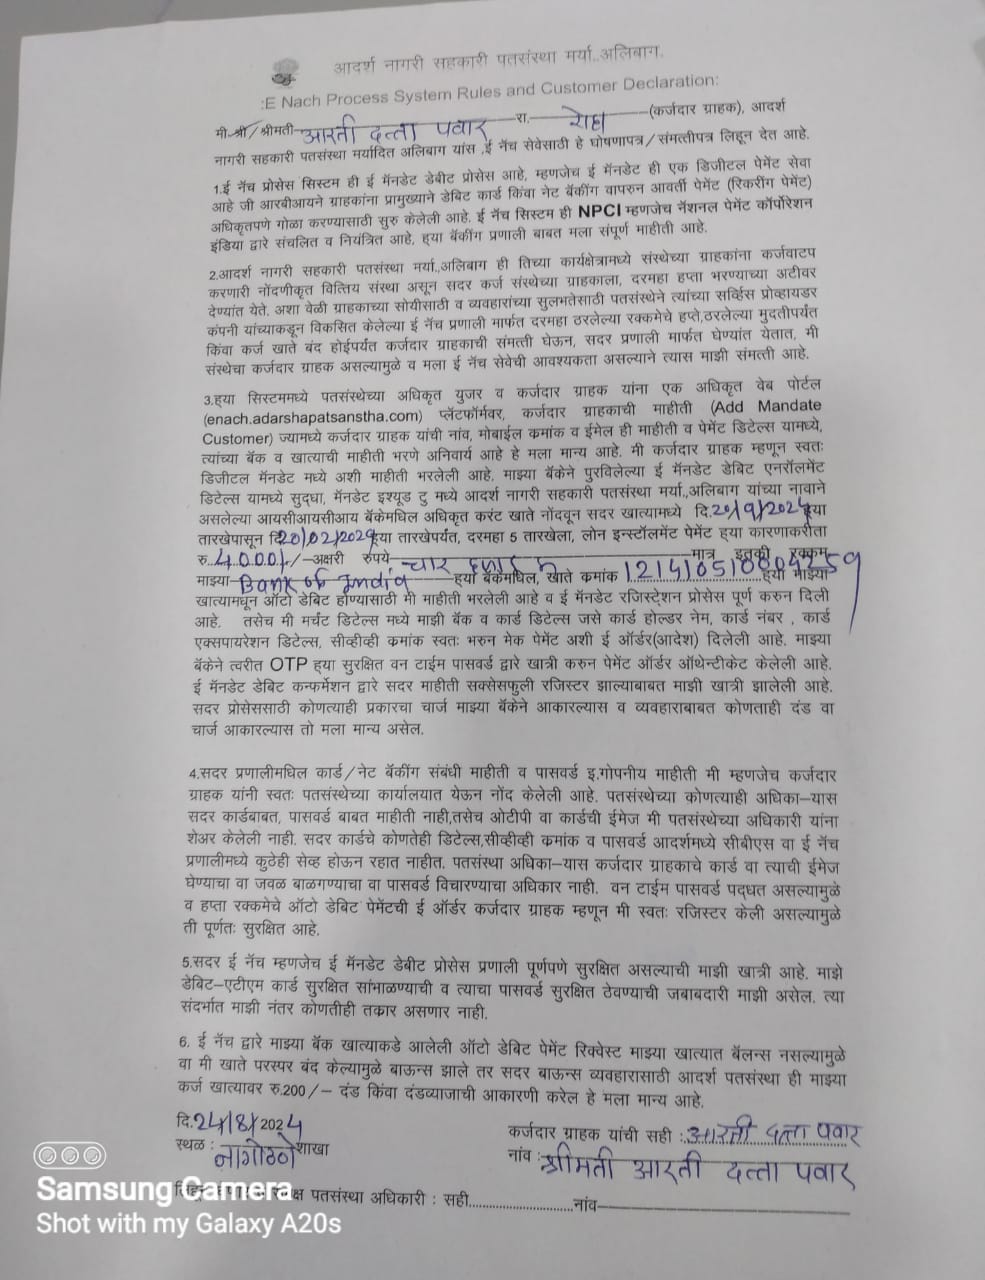 आदर्श नागरी सहकारी पतसंस्था मर्या..अलिबाग.
:E Nach Process System Rules and Customer Declaration:
मी-श्री/श्रीमती-आरती दत्ता पवार रा. रोहा (कर्जदार ग्राहक), आदर्श
नागरी सहकारी पतसंस्था मर्यादित अलिबाग यांस ,ई नॅच सेवेसाठी हे घोषणापत्र/संमत्तीपत्र लिहून देत आहे.
1.ई नॅच प्रोसेस सिस्टम ही ई मॅनडेट डेबीट प्रोसेस आहे, म्हणजेच ई मॅनडेट ही एक डिजीटल पेमेंट सेवा
आहे जी आरबीआयने ग्राहकांना प्रामुख्याने डेबिट कार्ड किंवा नेट बॅकींग वापरुन आवर्ती पेमेंट (रिकरींग पेमेंट)
अधिकृतपणे गोळा करण्यासाठी सुरु केलेली आहे. ई नॅच सिस्टम ही NPCI म्हणजेच नॅशनल पेमेंट कॉर्पोरेशन
इंडिया द्वारे संचलित व नियंत्रित आहे, ह्या बॅकींग प्रणाली बाबत मला संपूर्ण माहीती आहे.
2.आदर्श नागरी सहकारी पतसंस्था मर्या.,अलिबाग ही तिच्या कार्यक्षेत्रामध्ये संस्थेच्या ग्राहकांना कर्जवाटप
करणारी नोंदणीकृत वित्तिय संस्था असून सदर कर्ज संस्थेच्या ग्राहकाला, दरमहा हप्ता भरण्याच्या अटीवर
देण्यांत येते. अशा वेळी ग्राहकाच्या सोयीसाठी व व्यवहारांच्या सुलभतेसाठी पतसंस्थेने त्यांच्या सर्व्हिस प्रोव्हायडर
कंपनी यांच्याकडून विकसित केलेल्या ई नॅच प्रणाली मार्फत दरमहा ठरलेल्या रक्कमेचे हप्ते,ठरलेल्या मुदतीपर्यंत
किंवा कर्ज खाते बंद होईपर्यंत कर्जदार ग्राहकाची संमत्ती घेऊन, सदर प्रणाली मार्फत घेण्यांत येतात, मी
संस्थेचा कर्जदार ग्राहक असल्यामुळे व मला ई नॅच सेवेची आवश्यकता असल्याने त्यास माझी संमत्ती आहे.
3.ह्या सिस्टममध्ये पतसंस्थेच्या अधिकृत युजर व कर्जदार ग्राहक यांना एक अधिकृत वेब पोर्टल
(enach.adarshapatsanstha.com) प्लॅटफॉर्मवर, कर्जदार ग्राहकाची माहीती (Add Mandate
Customer) ज्यामध्ये कर्जदार ग्राहक यांची नांव, मोबाईल कमांक व ईमेल ही माहीती व पेमेंट डिटेल्स यामध्ये,
त्यांच्या बॅक व खात्याची माहीती भरणे अनिवार्य आहे हे मला मान्य आहे. मी कर्जदार ग्राहक म्हणून स्वतः
डिजीटल मॅनडेट मध्ये अशी माहीती भरलेली आहे. माझ्या बॅकेने पुरविलेल्या ई मॅनडेट डेबिट एनरॉलमेंट
डिटेल्स यामध्ये सुद्धा, मॅनडेट इश्यूड टु मध्ये आदर्श नागरी सहकारी पतसंस्था मर्या.,अलिबाग यांच्या नावाने
असलेल्या आयसीआयसीआय बॅकेमधिल अधिकृत करंट खाते नोंदवून सदर खात्यामध्ये दि.20/9/2024ह्या
तारखेपासून दि20/02/2029ह्या तारखेपर्यंत, दरमहा 5 तारखेला, लोन इन्स्टॉलमेंट पेमेंट ह्या कारणाकरीता
रु.4000/-अक्षरी रुपये चार हजार मात्र इतकी रक्कम
माझ्या-Bank of India ह्या बॅकेमधिल, खाते कमांक ह्या माझ्या
खात्यामधून ऑटो डेबिट होण्यासाठी मी माहीती भरलेली आहे व ई मॅनडेट रजिस्ट्रेशन प्रोसेस पूर्ण करुन दिली
आहे. तसेच मी मर्चंट डिटेल्स मध्ये माझी बॅक व कार्ड डिटेल्स जसे कार्ड होल्डर नेम, कार्ड नंबर , कार्ड
एक्सपायरेशन डिटेल्स, सीव्हीव्ही कमांक स्वतः भरुन मेक पेमेंट अशी ई ऑर्डर(आदेश) दिलेली आहे. माझ्या
बॅकेने त्वरीत OTP ह्या सुरक्षित वन टाईम पासवर्ड द्वारे खात्री करुन पेमेंट ऑर्डर ऑथेन्टीकेट केलेली आहे.
ई मॅनडेट डेबिट कन्फर्मेशन द्वारे सदर माहीती सक्सेसफुली रजिस्टर झाल्याबाबत माझी खात्री झालेली आहे.
सदर प्रोसेससाठी कोणत्याही प्रकारचा चार्ज माझ्या बॅकेने आकारल्यास व व्यवहाराबाबत कोणताही दंड वा
चार्ज आकारल्यास तो मला मान्य असेल.
4.सदर प्रणालीमधिल कार्ड/नेट बॅकींग संबंधी माहीती व पासवर्ड इ.गोपनीय माहीती मी म्हणजेच कर्जदार
ग्राहक यांनी स्वतः पतसंस्थेच्या कार्यालयात येऊन नोंद केलेली आहे. पतसंस्थेच्या कोणत्याही अधिका–यास
सदर कार्डबाबत, पासवर्ड बाबत माहीती नाही,तसेच ओटीपी वा कार्डची ईमेज मी पतसंस्थेच्या अधिकारी यांना
शेअर केलेली नाही. सदर कार्डचे कोणतेही डिटेल्स,सीव्हीव्ही कमांक व पासवर्ड आदर्शमध्ये सीबीएस वा ई नॅच
प्रणालीमध्ये कुठेही सेव्ह होऊन रहात नाहीत. पतसंस्था अधिका–यास कर्जदार ग्राहकाचे कार्ड वा त्याची ईमेज
घेण्याचा वा जवळ बाळगण्याचा वा पासवर्ड विचारण्याचा अधिकार नाही. वन टाईम पासवर्ड पद्धत असल्यामुळे
व हप्ता रक्कमेचे ऑटो डेबिट पेमेंटची ई ऑर्डर कर्जदार ग्राहक म्हणून मी स्वतः रजिस्टर केली असल्यामुळे
ती पूर्णतः सुरक्षित आहे.
5.सदर ई नॅच म्हणजेच ई मॅनडेट डेबीट प्रोसेस प्रणाली पूर्णपणे सुरक्षित असल्याची माझी खात्री आहे. माझे
डेबिट–एटीएम कार्ड सुरक्षित सांभाळण्याची व त्याचा पासवर्ड सुरक्षित ठेवण्याची जबाबदारी माझी असेल. त्या
संदर्भात माझी नंतर कोणतीही तकार असणार नाही.
6. ई नॅच द्वारे माझ्या बॅक खात्याकडे आलेली ऑटो डेबिट पेमेंट रिक्वेस्ट माझ्या खात्यात बॅलन्स नसल्यामुळे
वा मी खाते परस्पर बंद केल्यामुळे बाऊन्स झाले तर सदर बाऊन्स व्यवहारासाठी आदर्श पतसंस्था ही माझ्या
कर्ज खात्यावर रु.200/– दंड किंवा दंडव्याजाची आकारणी करेल हे मला मान्य आहे.
दि.24/8/2024
कर्जदार ग्राहक यांची सही :आरती दत्ता पवार
स्थळ : नागोठणे शाखा
नांव : श्रीमती आरती दत्ता पवार
पतसंस्था अधिकारी : सही नांव
Samsung Camera
Shot with my Galaxy A20s